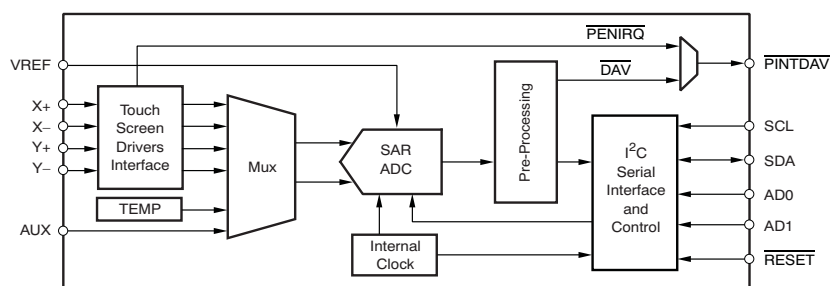 PENIRQ
VREF
PINTDAV
DAV
X+
X–
Y+
Y–
Touch
Screen
Drivers
Interface
Mux
SAR
ADC
Pre-Processing
I²C
Serial
Interface
and
Control
SCL
SDA
AD0
AD1
RESET
TEMP
AUX
Internal
Clock